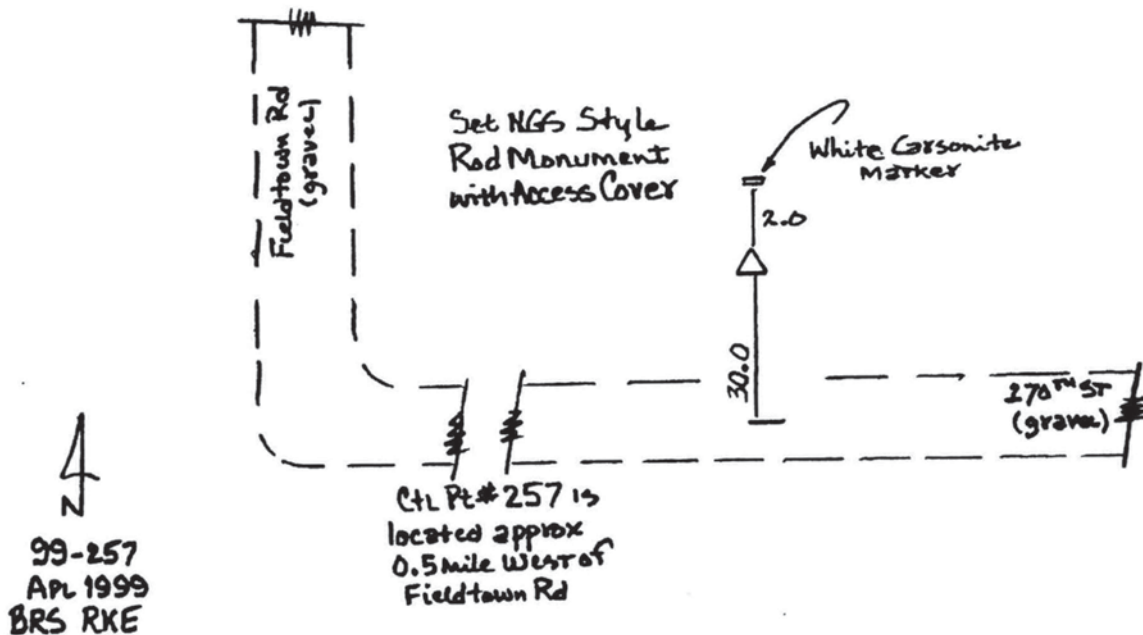 Fieldtown Rd
(gravel)
Set NGS Style
Rod Monument
with Access Cover
White Carsonite
Marker
2.0
30.0
270TH ST
(gravel)
Ctl Pt # 257 is
located approx
0.5 mile West of
Fieldtown Rd
N
99-257
APL 1999
BRS RKE